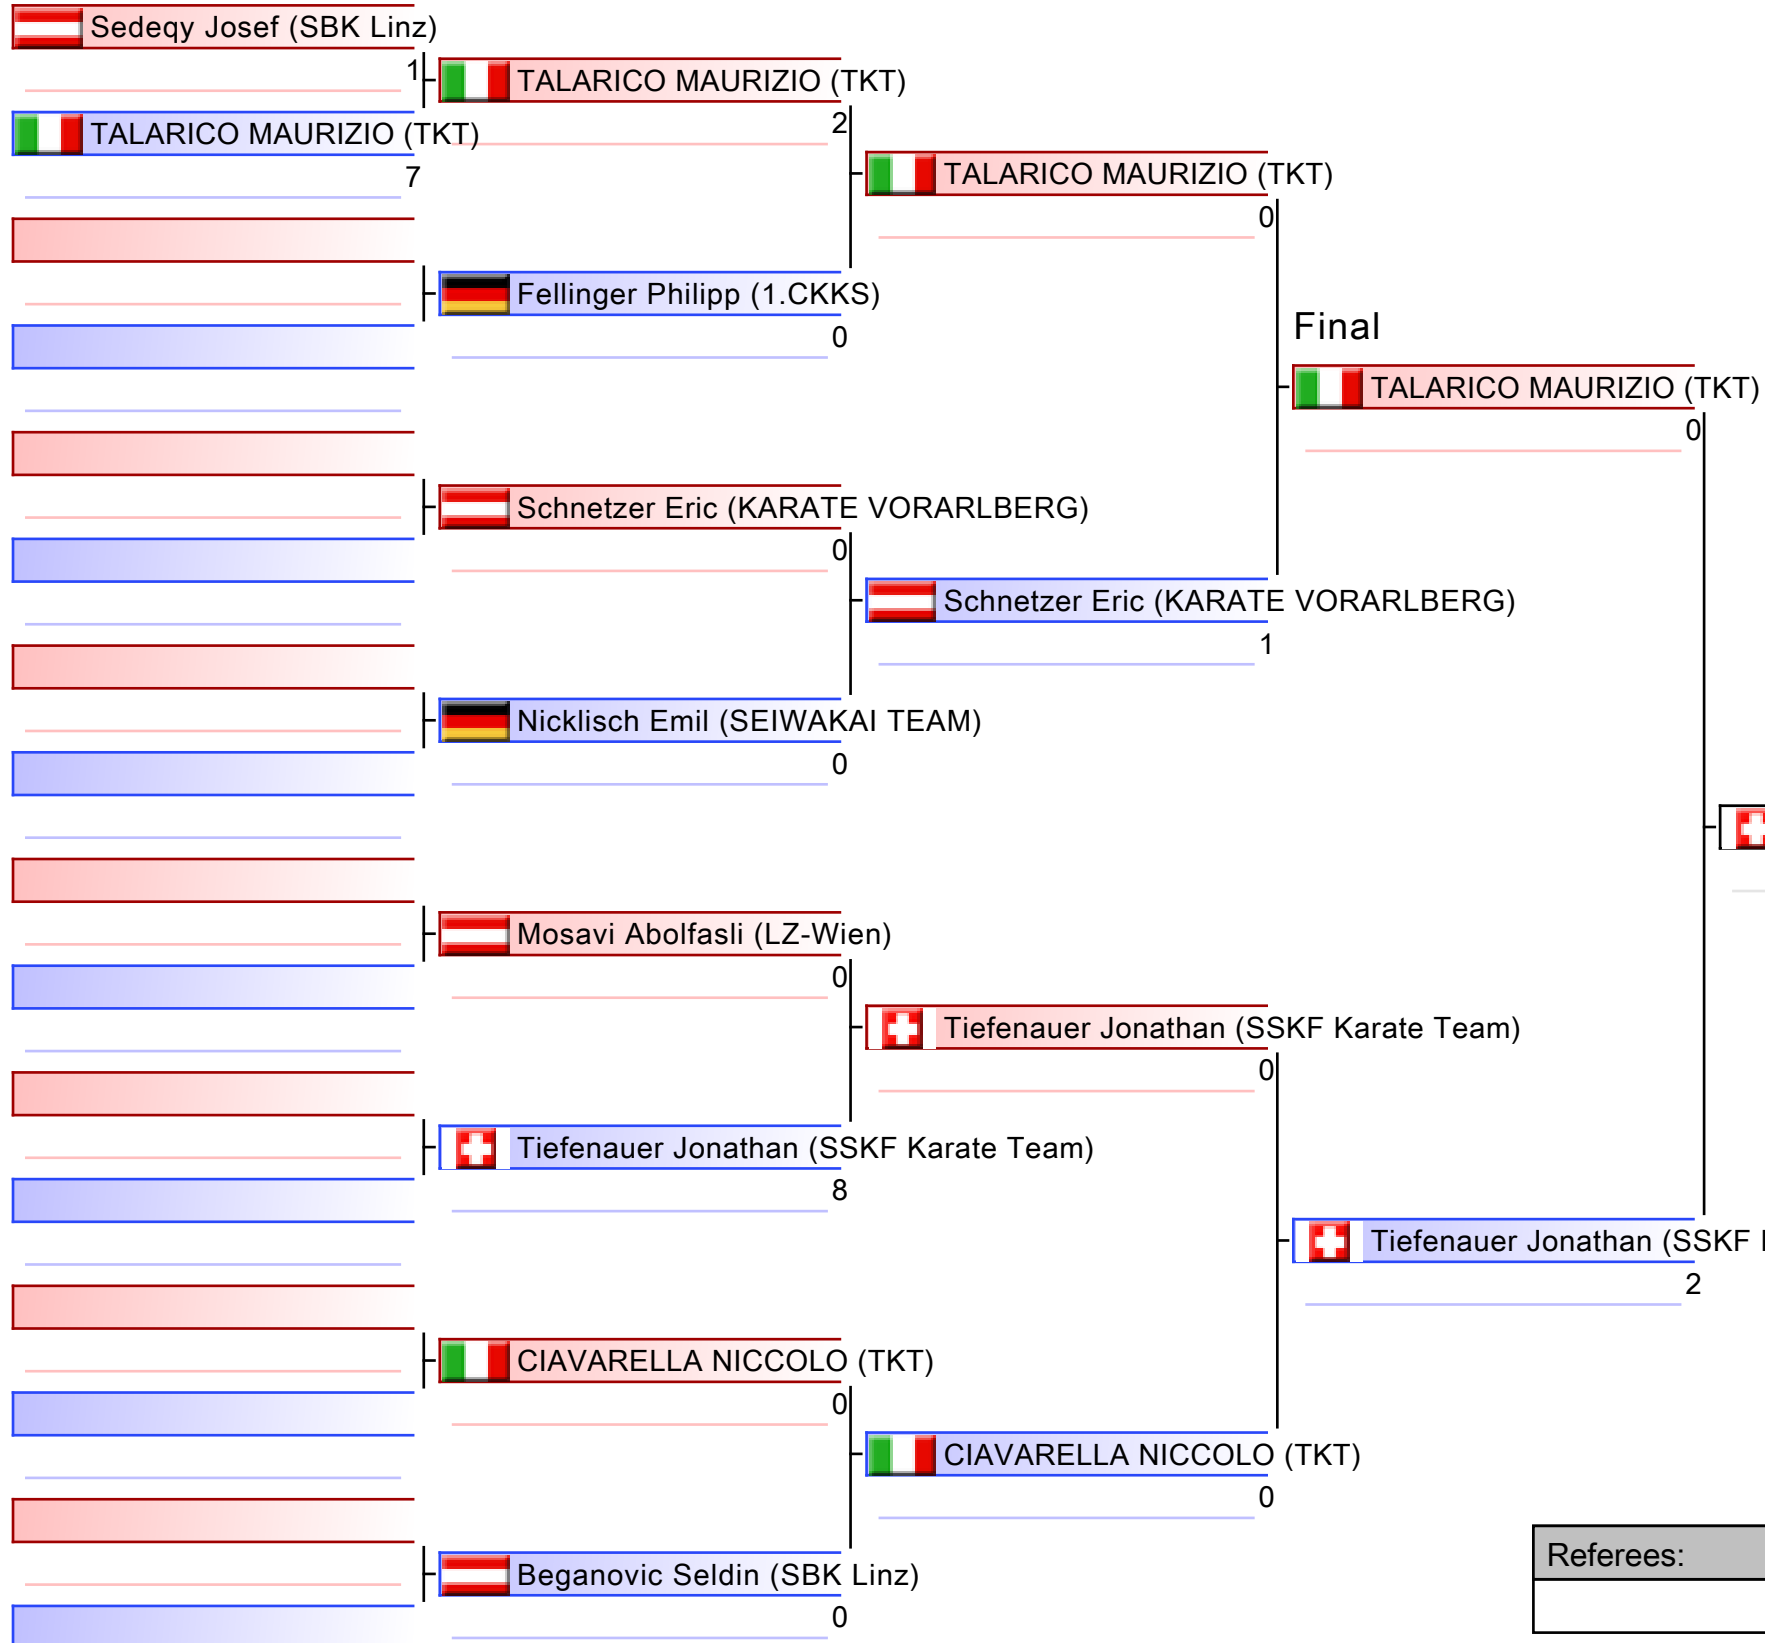 Sedeqy Josef (SBK Linz)
1
TALARICO MAURIZIO (TKT)
7
TALARICO MAURIZIO (TKT)
2
Fellinger Philipp (1.CKKS)
0
Schnetzer Eric (KARATE VORARLBERG)
0
Nicklisch Emil (SEIWAKAI TEAM)
0
Mosavi Abolfasli (LZ-Wien)
0
Tiefenauer Jonathan (SSKF Karate Team)
8
CIAVARELLA NICCOLO (TKT)
0
Beganovic Seldin (SBK Linz)
0
TALARICO MAURIZIO (TKT)
0
Schnetzer Eric (KARATE VORARLBERG)
1
Tiefenauer Jonathan (SSKF Karate Team)
0
CIAVARELLA NICCOLO (TKT)
0
Final
TALARICO MAURIZIO (TKT)
0
Tiefenauer Jonathan (SSKF
2
Referees: